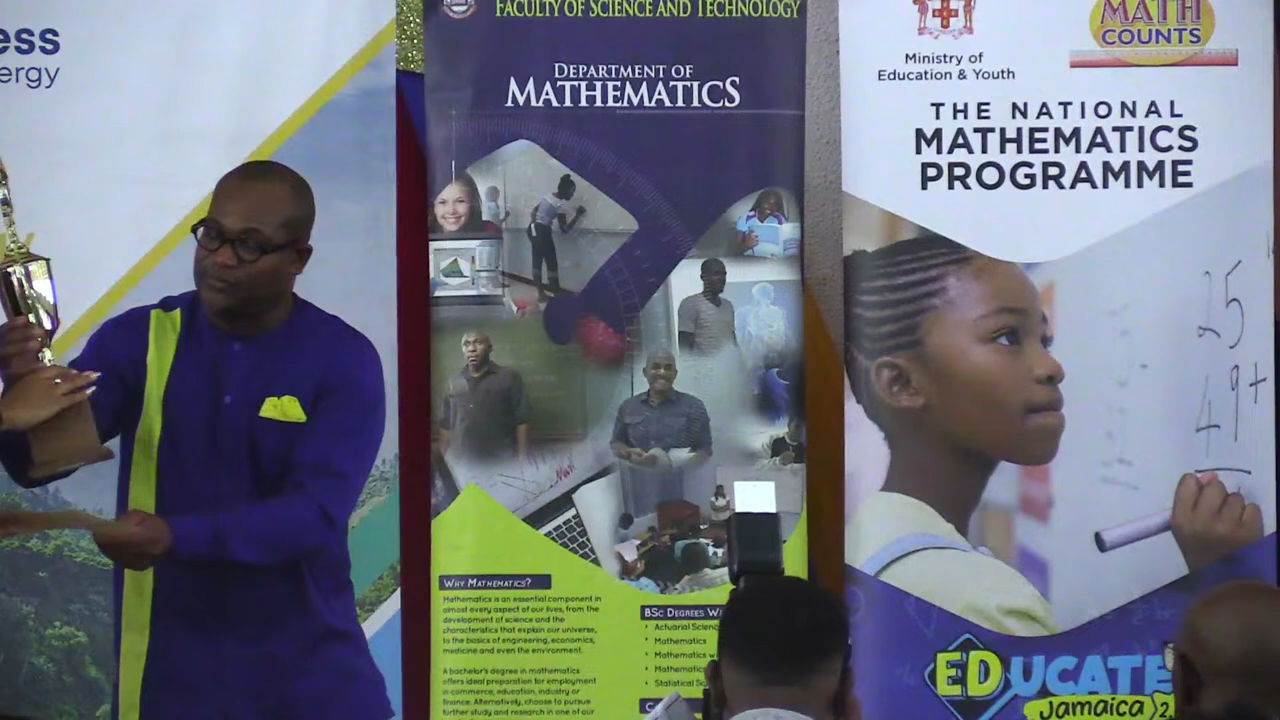 ess
ergy
FACULTY OF SCIENCE AND TECHNOLOGY
DEPARTMENT OF
MATHEMATICS
WHY MATHEMATICS?
Mathematics is an essential component in
almost every aspect of our lives, from the
development of science and the
characteristics that explain our universe,
to the basics of engineering, economics,
medicine and even the environment.
A bachelor's degree in mathematics
offers ideal preparation for employment
in commerce, education, industry or
finance. Alternatively, choose to pursue
further study and research in one of our
BSC DEGREES
Actuarial
Mathematics
Mathematics
Statistical
Ministry of
Education & Youth
MATH
COUNTS
THE NATIONAL
MATHEMATICS
PROGRAMME
25
49+
EDUCATE
Jamaica